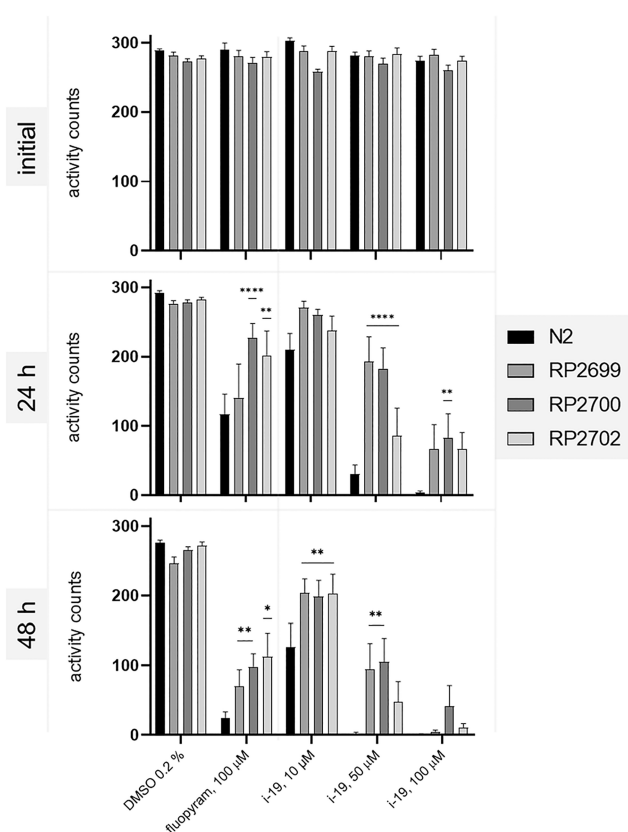 initial
activity counts
300
200
100
0
24 h
activity counts
300
200
100
0
****
**
****
**
N2
RP2699
RP2700
RP2702
48 h
activity counts
300
200
100
0
**
*
**
**
DMSO 0.2 %
fluopyram, 100 µM
i-19, 10 µM
i-19, 50 µM
i-19, 100 µM